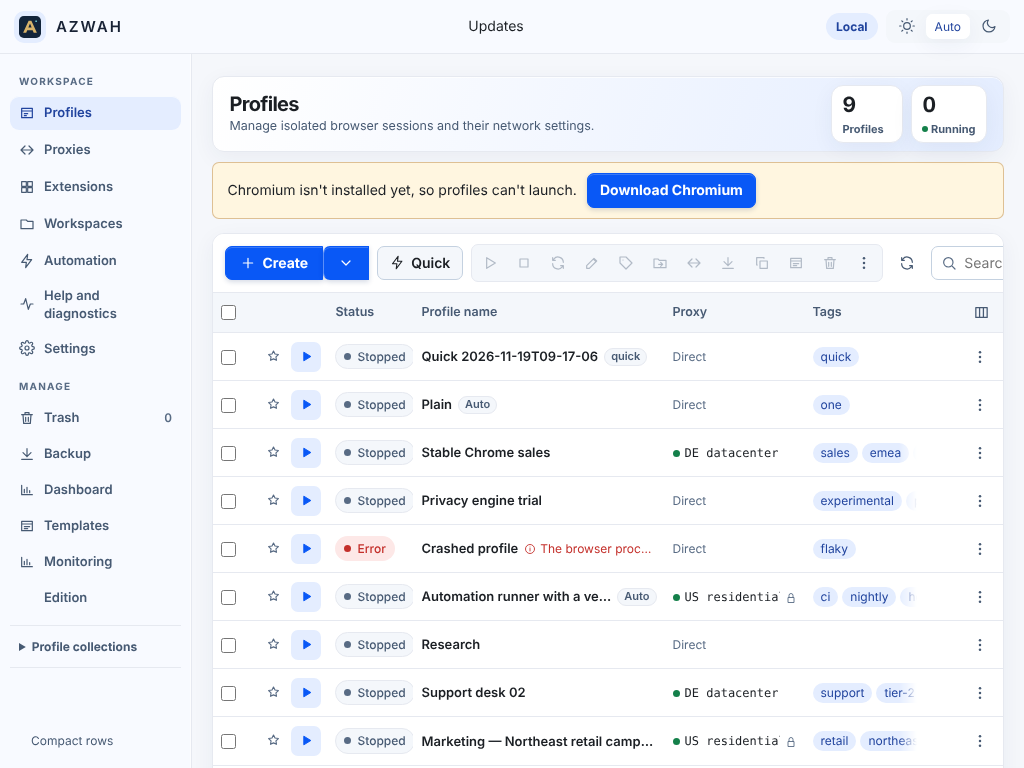 AZWAH
Updates
Local
Auto
WORKSPACE
Profiles
Proxies
Extensions
Workspaces
Automation
Help and
diagnostics
Settings
MANAGE
Trash 0
Backup
Dashboard
Templates
Monitoring
Edition
Profile collections
Compact rows
Profiles
Manage isolated browser sessions and their network settings.
9
Profiles
0
Running
Chromium isn't installed yet, so profiles can't launch. Download Chromium
Create Quick Searc
Status Profile name Proxy Tags
Stopped Quick 2026-11-19T09-17-06 quick Direct quick
Stopped Plain Auto Direct one
Stopped Stable Chrome sales DE datacenter sales emea
Stopped Privacy engine trial Direct experimental
Error Crashed profile The browser proc... Direct flaky
Stopped Automation runner with a ve... Auto US residential ci nightly h
Stopped Research Direct
Stopped Support desk 02 DE datacenter support tier-2
Stopped Marketing — Northeast retail camp... US residential retail northeas